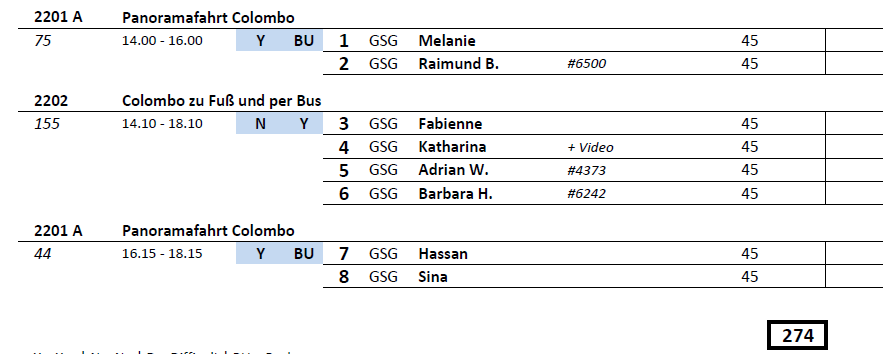 2201 A Panoramafahrt Colombo
75 14.00 - 16.00 Y BU 1 GSG Melanie 45
2 GSG Raimund B. #6500 45
2202 Colombo zu Fuß und per Bus
155 14.10 - 18.10 N Y 3 GSG Fabienne 45
4 GSG Katharina + Video 45
5 GSG Adrian W. #4373 45
6 GSG Barbara H. #6242 45
2201 A Panoramafahrt Colombo
44 16.15 - 18.15 Y BU 7 GSG Hassan 45
8 GSG Sina 45
274